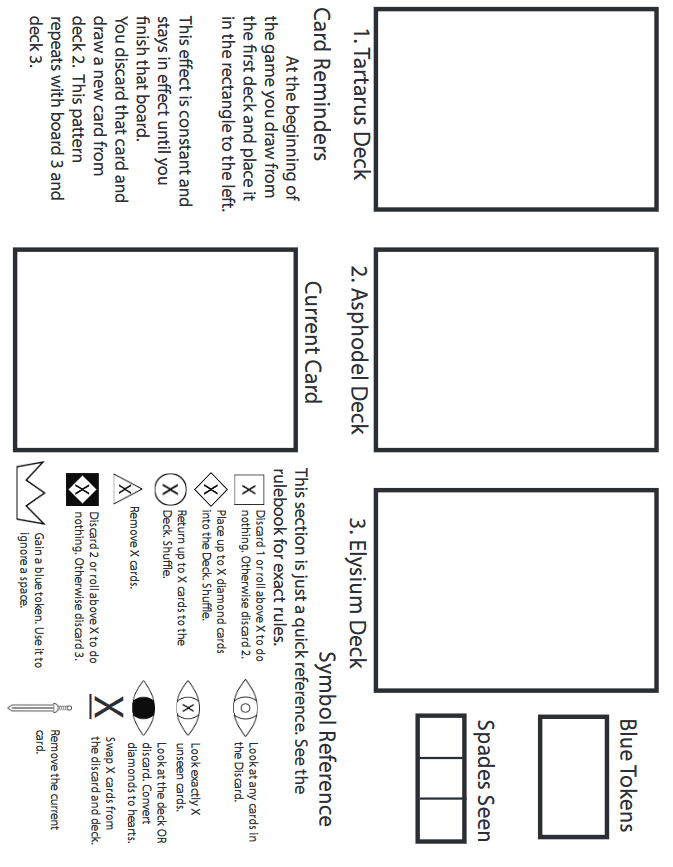 1. Tartarus Deck
2. Asphodel Deck
3. Elysium Deck
Blue Tokens
Spades Seen
Card Reminders
At the beginning of
the game you draw from
the first deck and place it
in the rectangle to the left.
This effect is constant and
stays in effect until you
finish that board.
You discard that card and
draw a new card from
deck 2. This pattern
repeats with board 3 and
deck 3.
Current Card
Symbol Reference
This section is just a quick reference. See the
rulebook for exact rules.
X
Discard 1 or roll above X to do
nothing. Otherwise discard 2.
X
Place up to X diamond cards
into the Deck. Shuffle.
X
Return up to X cards to the
Deck. Shuffle.
X
Remove X cards.
X
Discard 2 or roll above X to do
nothing. Otherwise discard 3.
Gain a blue token. Use it to
ignore a space.
Look at any cards in
the Discard.
X
Look exactly X
unseen cards.
Look at the deck OR
discard. Convert
diamonds to hearts.
X
Swap X cards from
the discard and deck.
Remove the current
card.